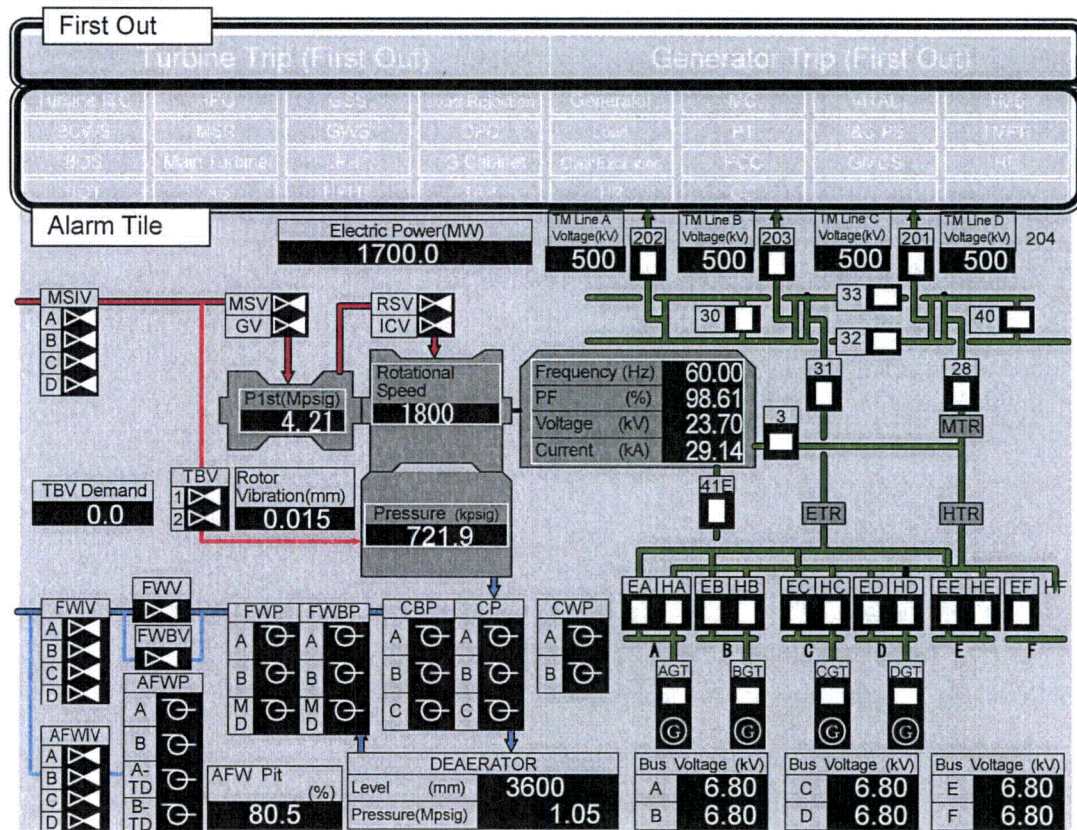 First Out
Turbine Trip (First Out) Generator Trip (First Out)
MSR
Main Turbine
G Cabinet
Generator
Alarm Tile
Electric Power(MW)
1700.0
TM Line A
Voltage(kV)
500
202
TM Line B
Voltage(kV)
500
203
TM Line C
Voltage(kV)
500
201
TM Line D
Voltage(kV)
500
204
MSIV
A
B
C
D
MSV
GV
RSV
ICV
30
33
32
40
31
28
P1st(Mpsig)
4.21
Rotational
Speed
1800
Frequency (Hz) 60.00
PF (%) 98.61
Voltage (kV) 23.70
Current (kA) 29.14
3
MTR
TBV Demand
0.0
TBV
1
2
Rotor
Vibration(mm)
0.015
Pressure (kpsig)
721.9
41E
ETR
HTR
EA HA EB HB EC HC ED HD EE HE EF HF
A B C D E F
FWIV
A
B
C
D
FWV
FWBV
FWP
A
B
M
D
FWBP
A
B
M
D
CBP
A
B
C
CP
A
B
C
CWP
A
B
AGT BGT CGT DGT
G G G G
AFWP
A
B
A-
TD
B-
TD
AFWIV
A
B
C
D
AFW Pit
(%)
80.5
DEAERATOR
Level (mm) 3600
Pressure(Mpsig) 1.05
Bus Voltage (kV)
A 6.80
B 6.80
Bus Voltage (kV)
C 6.80
D 6.80
Bus Voltage (kV)
E 6.80
F 6.80